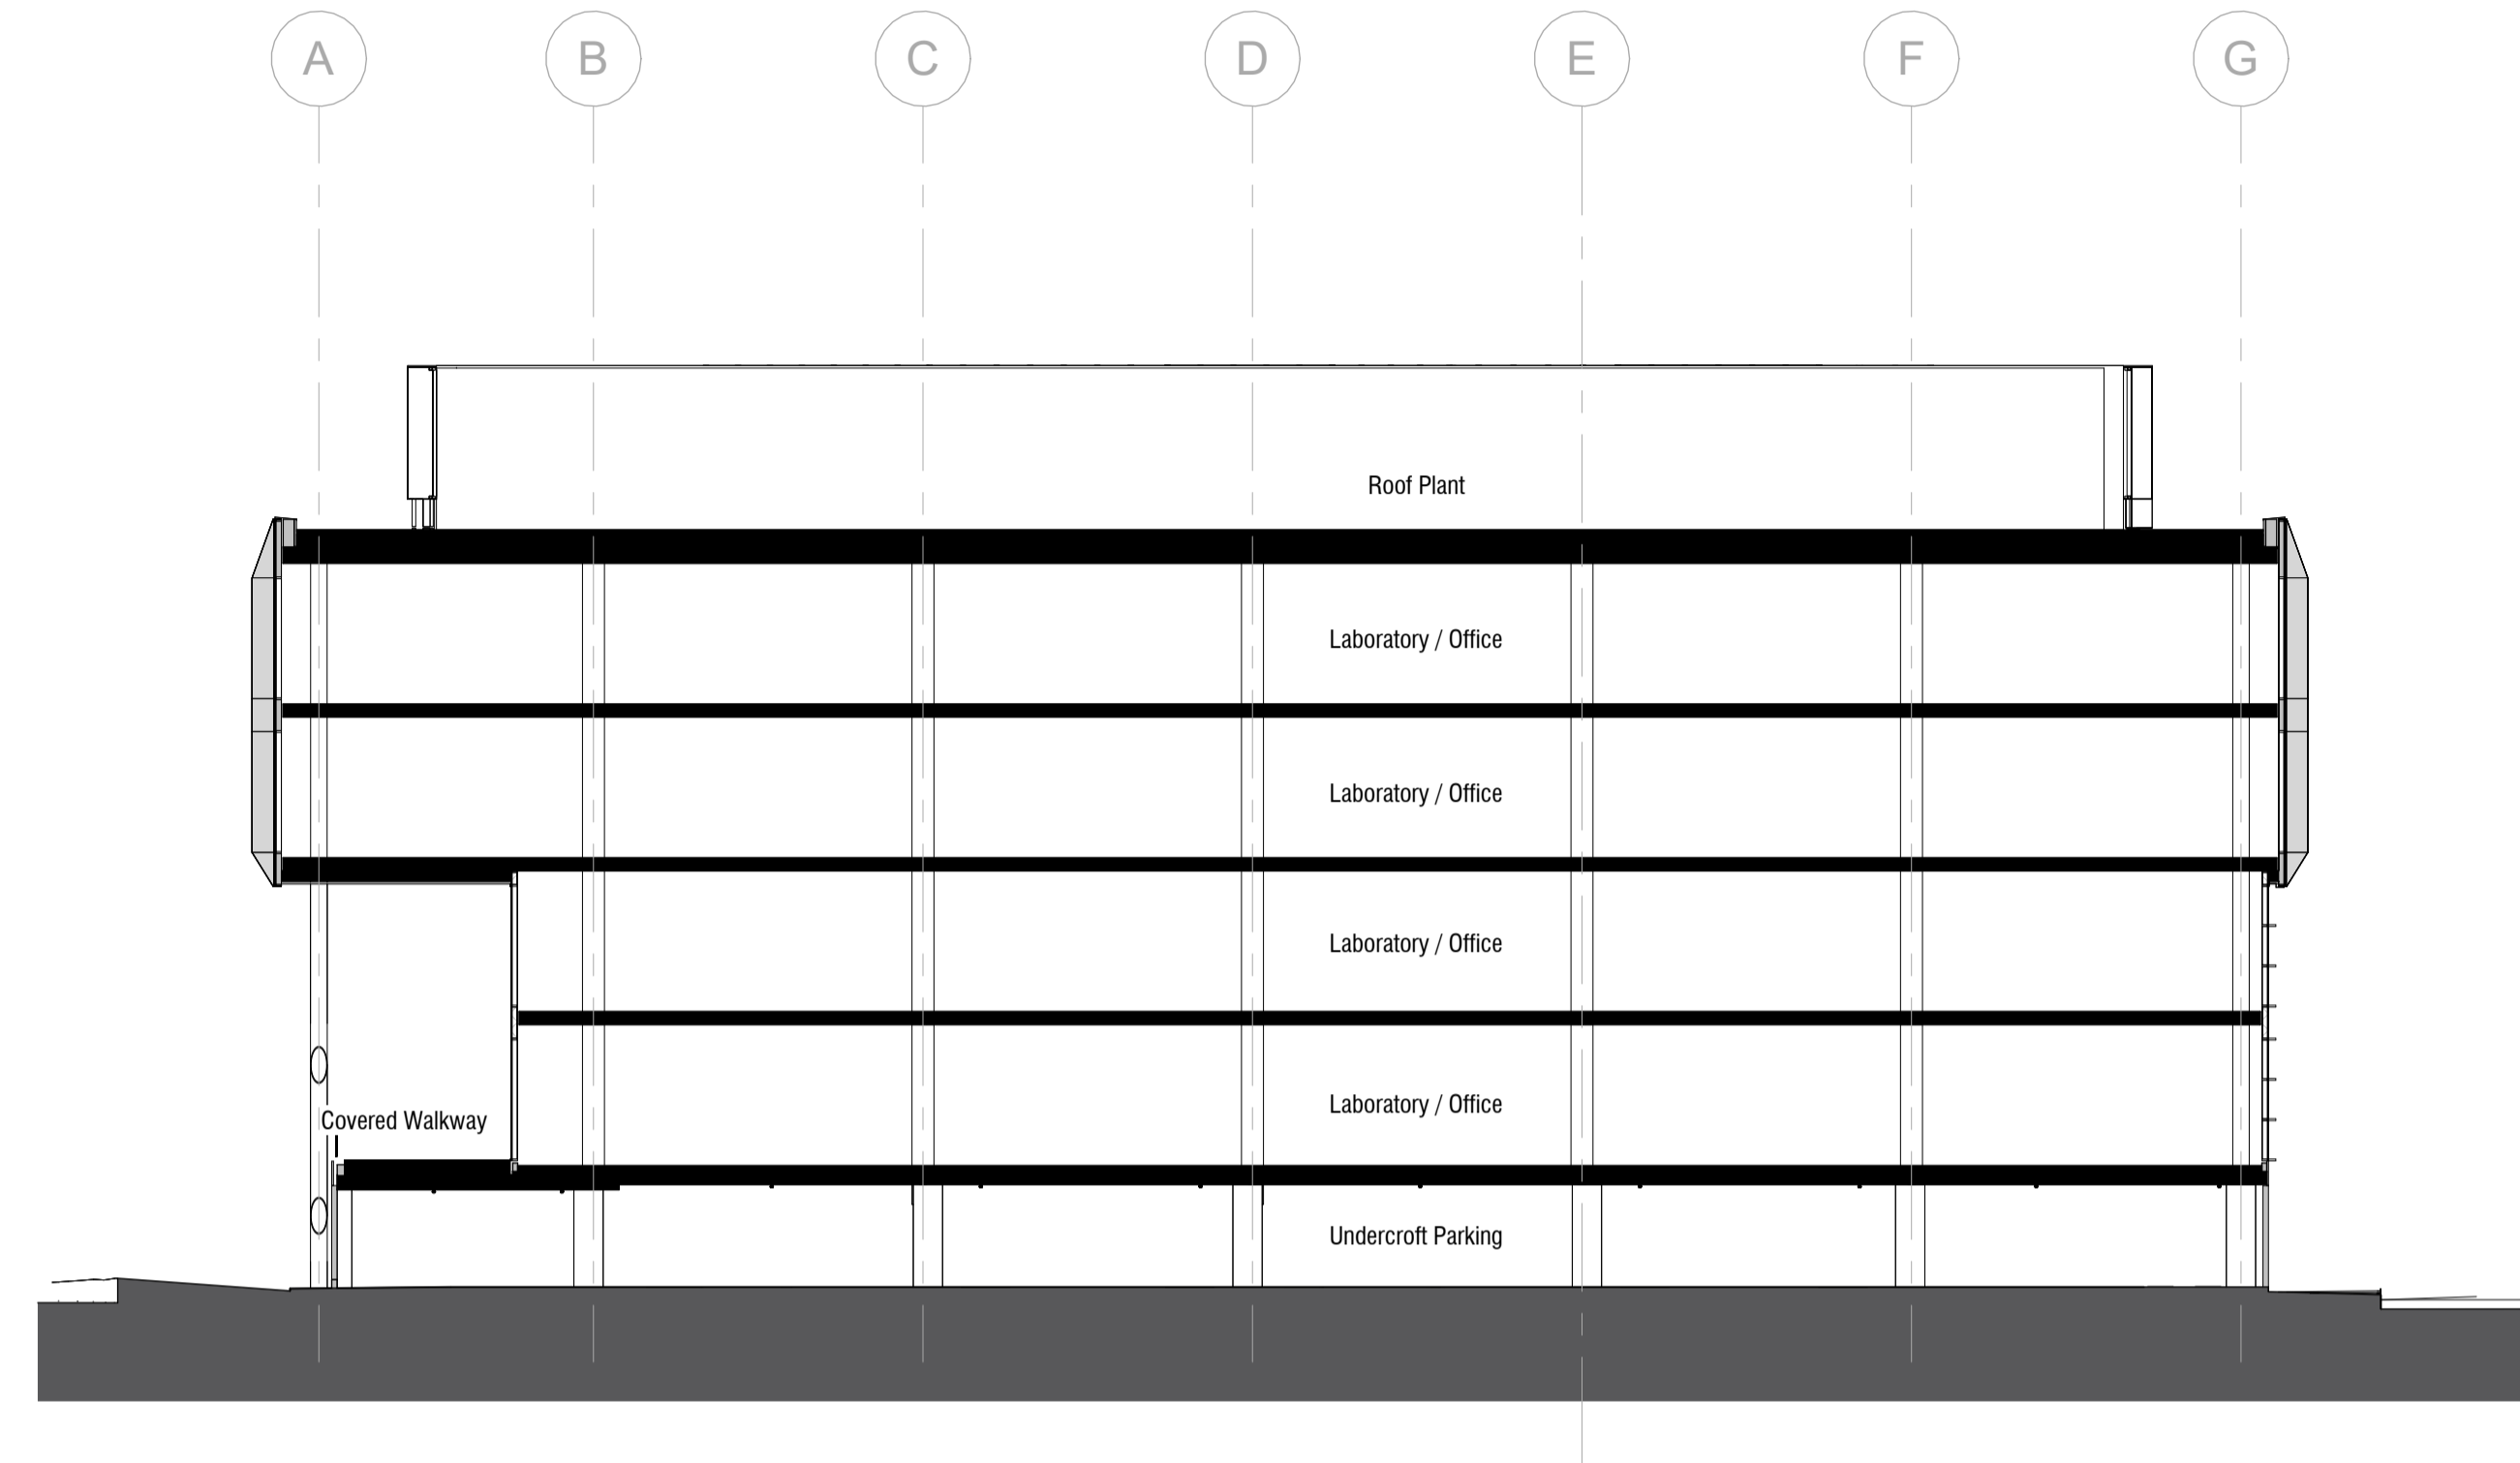 A B C D E F G
Roof Plant
Laboratory / Office
Laboratory / Office
Laboratory / Office
Laboratory / Office
Covered Walkway
Undercroft Parking